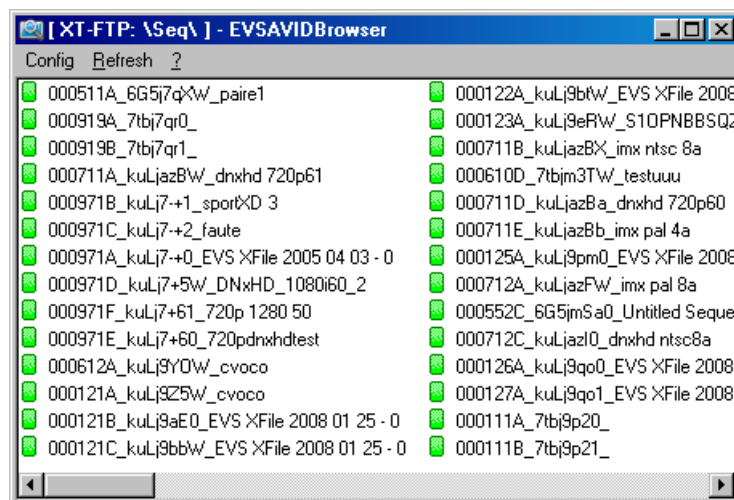 [ XT-FTP: \Seq\ ] - EVSAVIDBrowser
Config Refresh ?
000511A_6G5j7qXW_paire1
000919A_7tbj7qr0_
000919B_7tbj7qr1_
000711A_kuLjazBW_dnxhd 720p61
000971B_kuLj7-+1_sportXD 3
000971C_kuLj7-+2_faute
000971A_kuLj7-+0_EVS XFile 2005 04 03 - 0
000971D_kuLj7+5W_DNxHD_1080i60_2
000971F_kuLj7+61_720p 1280 50
000971E_kuLj7+60_720pdnxhdtest
000612A_kuLj9YOW_cvoco
000121A_kuLj9Z5W_cvoco
000121B_kuLj9aE0_EVS XFile 2008 01 25 - 0
000121C_kuLj9bbW_EVS XFile 2008 01 25 - 0
000122A_kuLj9btW_EVS XFile 2008
000123A_kuLj9eRW_S1OPNBBSQZ
000711B_kuLjazBX_imx ntsc 8a
000610D_7tbjm3TW_testuuu
000711D_kuLjazBa_dnxhd 720p60
000711E_kuLjazBb_imx pal 4a
000125A_kuLj9pm0_EVS XFile 2008
000712A_kuLjazFW_imx pal 8a
000552C_6G5jmSa0_Untitled Seque
000712C_kuLjazI0_dnxhd ntsc8a
000126A_kuLj9qo0_EVS XFile 2008
000127A_kuLj9qo1_EVS XFile 2008
000111A_7tbj9p20_
000111B_7tbj9p21_